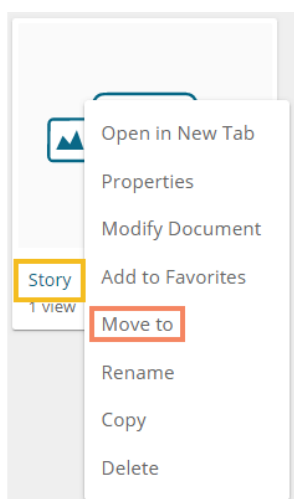 Open in New Tab
Properties
Modify Document
Add to Favorites
Move to
Rename
Copy
Delete
Story
1 view